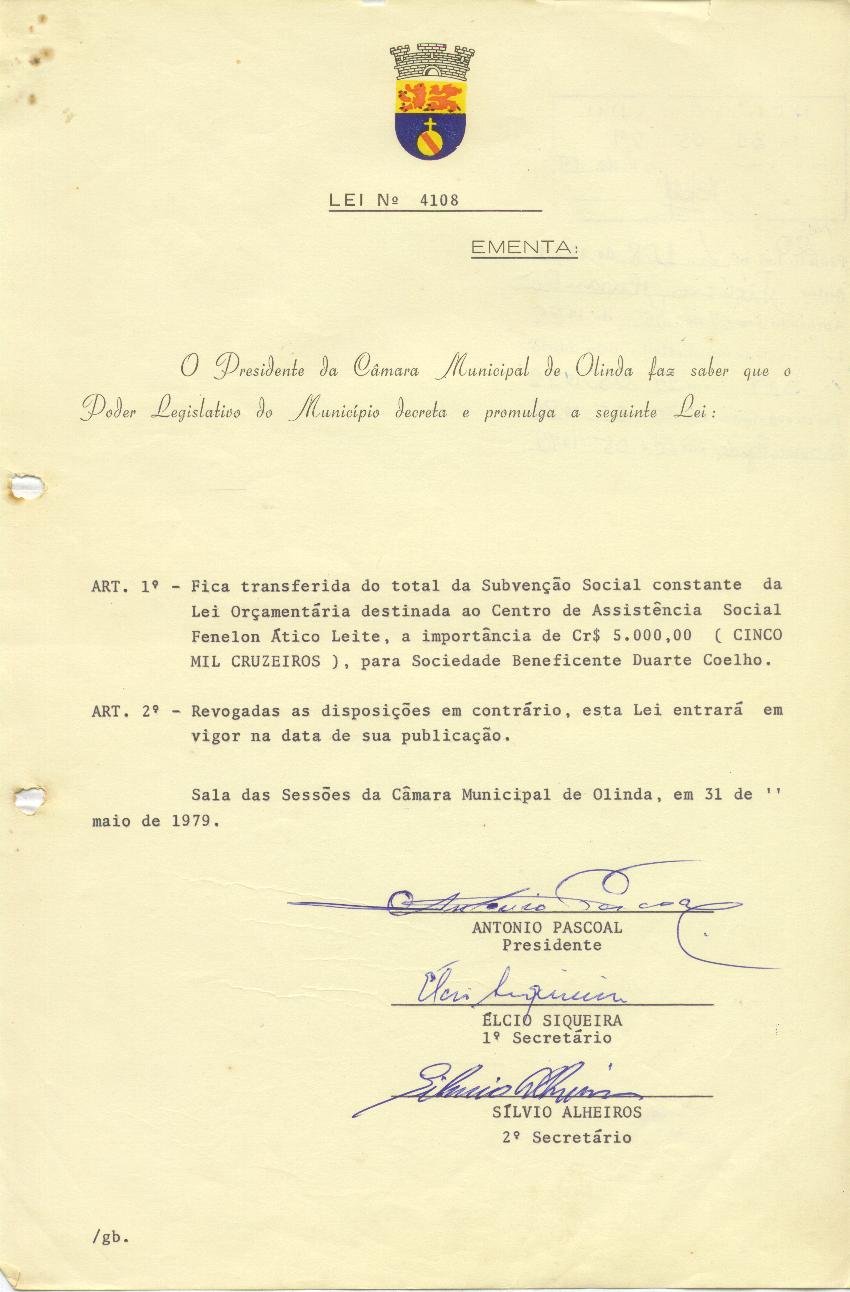 LEI Nº 4108
EMENTA:
O Presidente da Câmara Municipal de Olinda faz saber que o
Poder Legislativo do Município decreta e promulga a seguinte Lei:
ART. 1º - Fica transferida do total da Subvenção Social constante da
Lei Orçamentária destinada ao Centro de Assistência Social
Fenelon Ático Leite, a importância de Cr$ 5.000,00 ( CINCO
MIL CRUZEIROS ), para Sociedade Beneficente Duarte Coelho.
ART. 2º - Revogadas as disposições em contrário, esta Lei entrará em
vigor na data de sua publicação.
Sala das Sessões da Câmara Municipal de Olinda, em 31 de ''
maio de 1979.
Antonio Pascoal
ANTONIO PASCOAL
Presidente
Élcio Siqueira
ÉLCIO SIQUEIRA
1º Secretário
Silvio Alheiros
SÍLVIO ALHEIROS
2º Secretário
/gb.